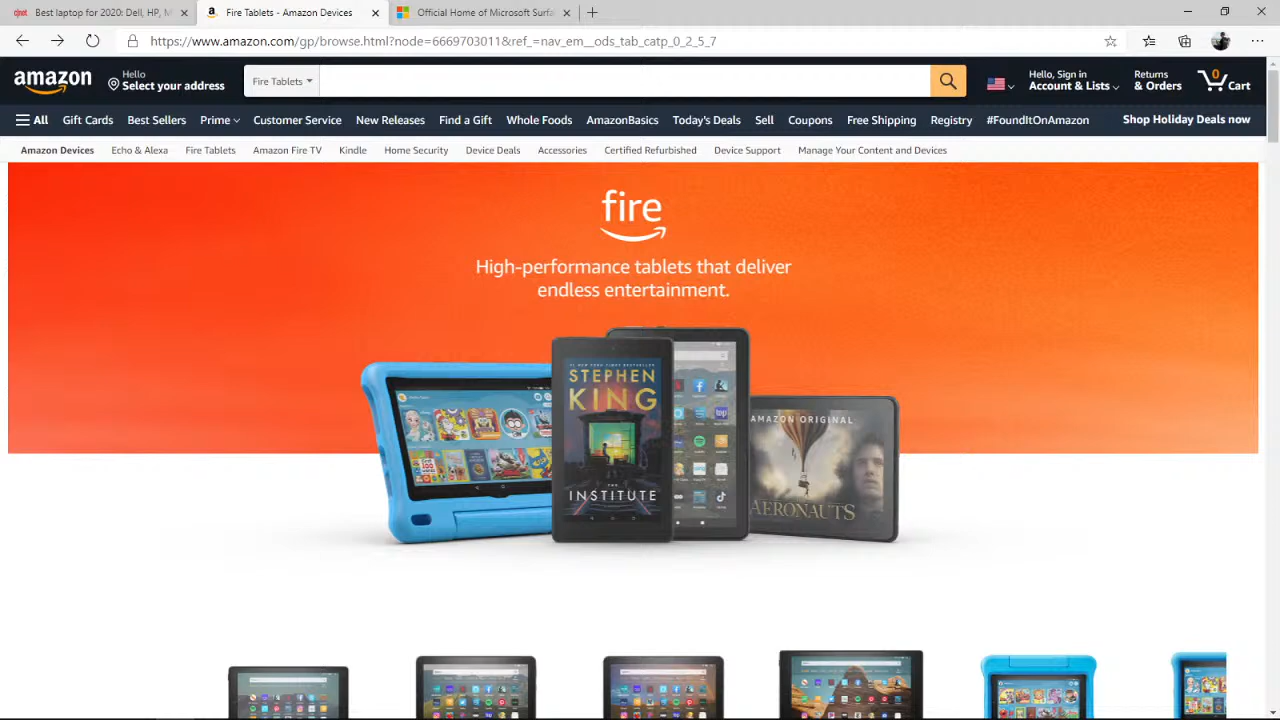 Best laptop for 2020: Dell, HP, M
Fire Tablets - Amazon Devices
Official Home of Microsoft Surfa
https://www.amazon.com/gp/browse.html?node=6669703011&ref_=nav_em__ods_tab_catp_0_2_5_7
amazon
Hello
Select your address
Fire Tablets
Hello, Sign in
Account & Lists
Returns
& Orders
0
Cart
All
Gift Cards
Best Sellers
Prime
Customer Service
New Releases
Find a Gift
Whole Foods
AmazonBasics
Today's Deals
Sell
Coupons
Free Shipping
Registry
#FoundItOnAmazon
Shop Holiday Deals now
Amazon Devices
Echo & Alexa
Fire Tablets
Amazon Fire TV
Kindle
Home Security
Device Deals
Accessories
Certified Refurbished
Device Support
Manage Your Content and Devices
fire
High-performance tablets that deliver
endless entertainment.
STEPHEN
KING
THE
INSTITUTE
AMAZON ORIGINAL
AERONAUTS